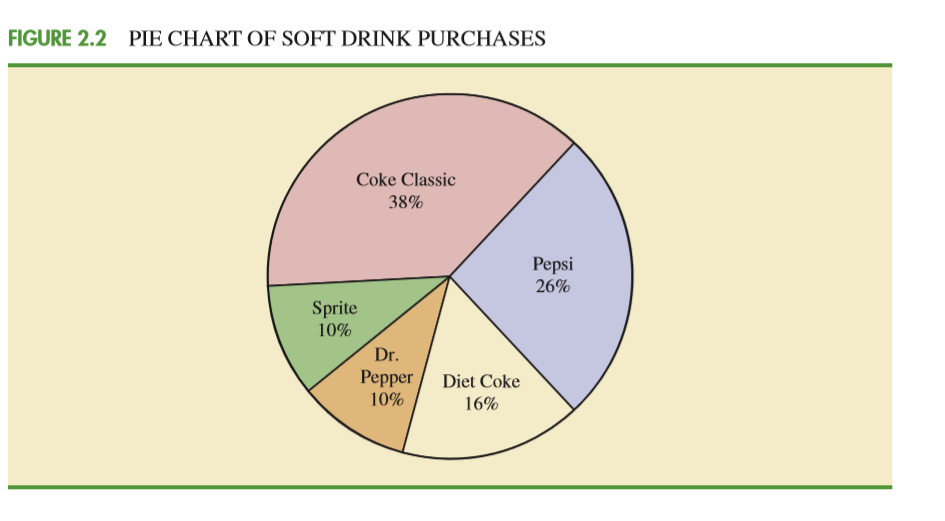 FIGURE 2.2 PIE CHART OF SOFT DRINK PURCHASES
Coke Classic
38%
Pepsi
26%
Sprite
10%
Dr.
Pepper
10%
Diet Coke
16%